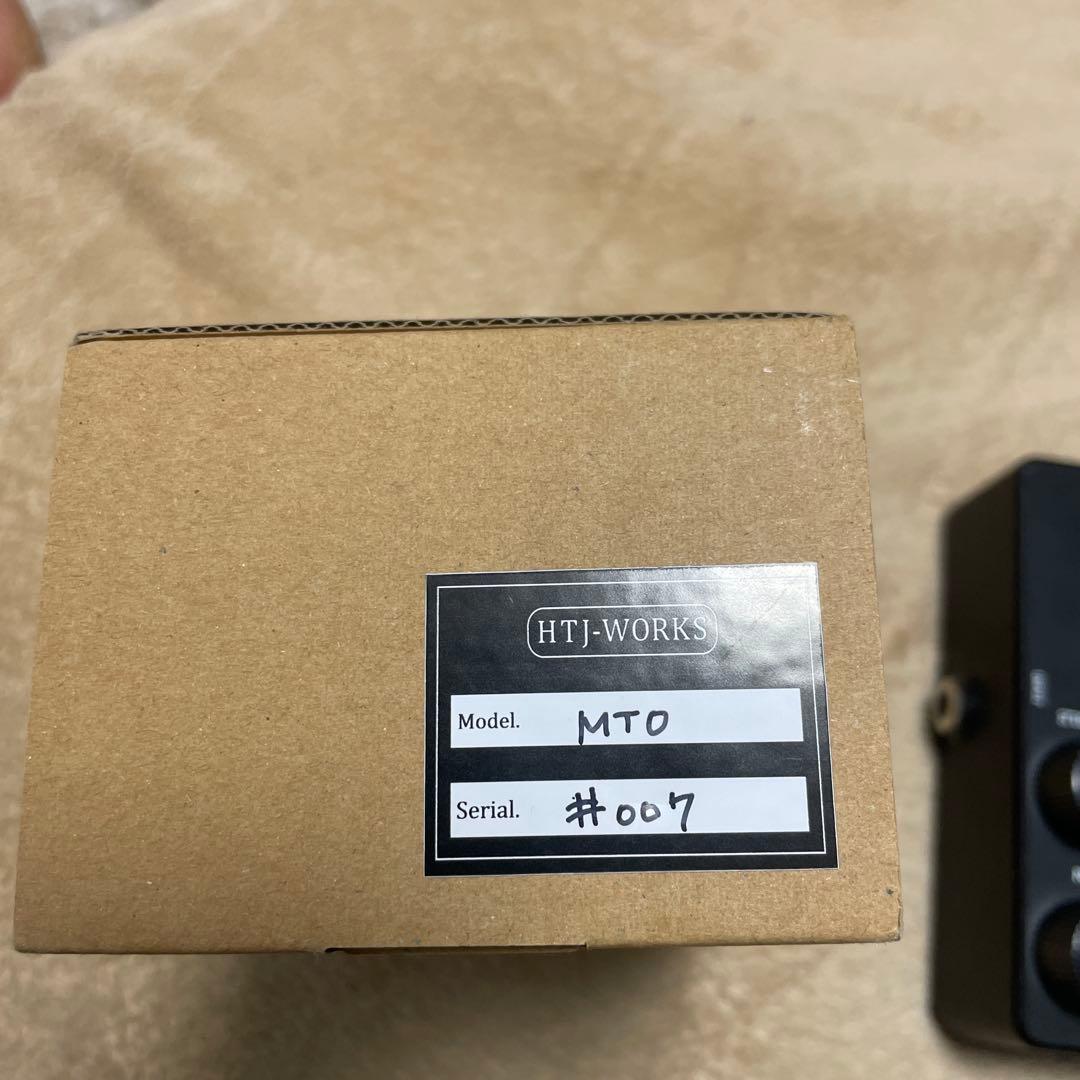 HTJ-WORKS
Model. MTO
Serial. #007